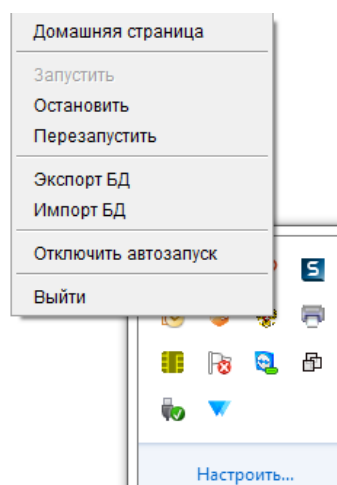 Домашняя страница
Запустить
Остановить
Перезапустить
Экспорт БД
Импорт БД
Отключить автозапуск
Выйти
Настроить...